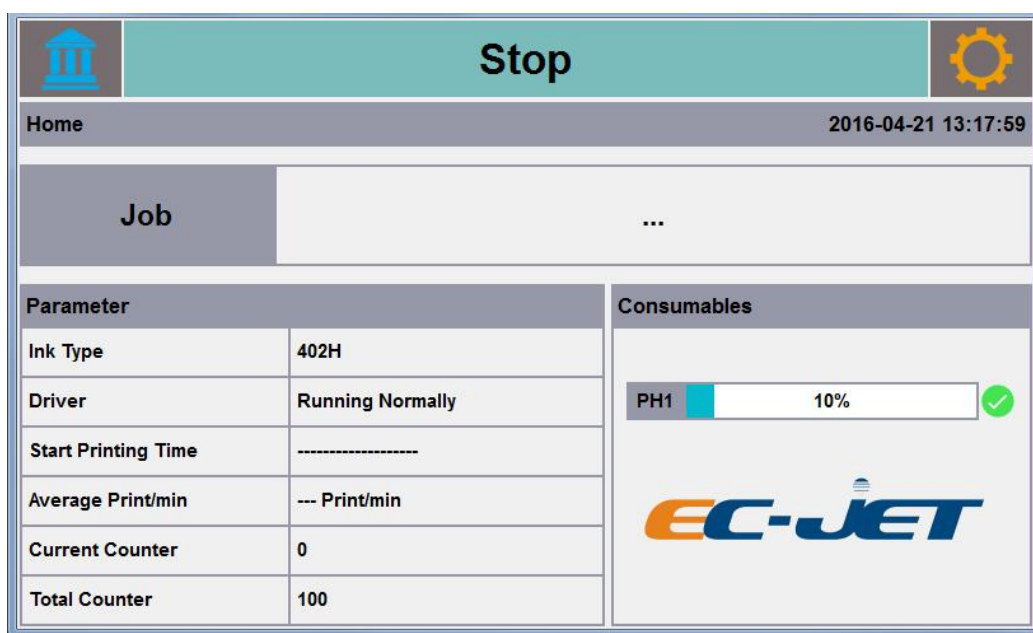 Stop
Home 2016-04-21 13:17:59
Job ...
Parameter
Ink Type 402H
Driver Running Normally
Start Printing Time -------------------
Average Print/min --- Print/min
Current Counter 0
Total Counter 100
Consumables
PH1 10%
EC-JET